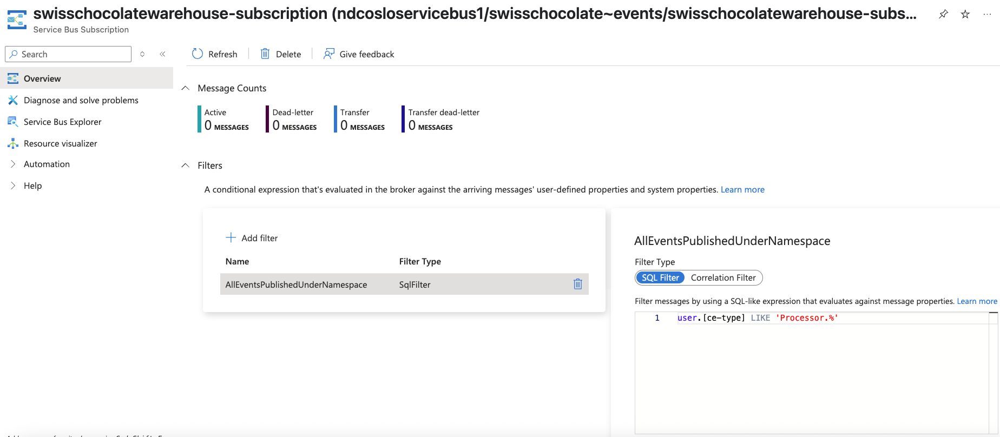 swisschocolatewarehouse-subscription (ndcosloservicebus1/swisschocolate~events/swisschocolatewarehouse-subs...
Service Bus Subscription
Search
Refresh
Delete
Give feedback
Overview
Diagnose and solve problems
Service Bus Explorer
Resource visualizer
Automation
Help
Message Counts
Active
0 MESSAGES
Dead-letter
0 MESSAGES
Transfer
0 MESSAGES
Transfer dead-letter
0 MESSAGES
Filters
A conditional expression that's evaluated in the broker against the arriving messages' user-defined properties and system properties. Learn more
Add filter
Name Filter Type
AllEventsPublishedUnderNamespace SqlFilter
AllEventsPublishedUnderNamespace
Filter Type
SQL Filter Correlation Filter
Filter messages by using a SQL-like expression that evaluates against message properties. Learn more
1 user.[ce-type] LIKE 'Processor.%'